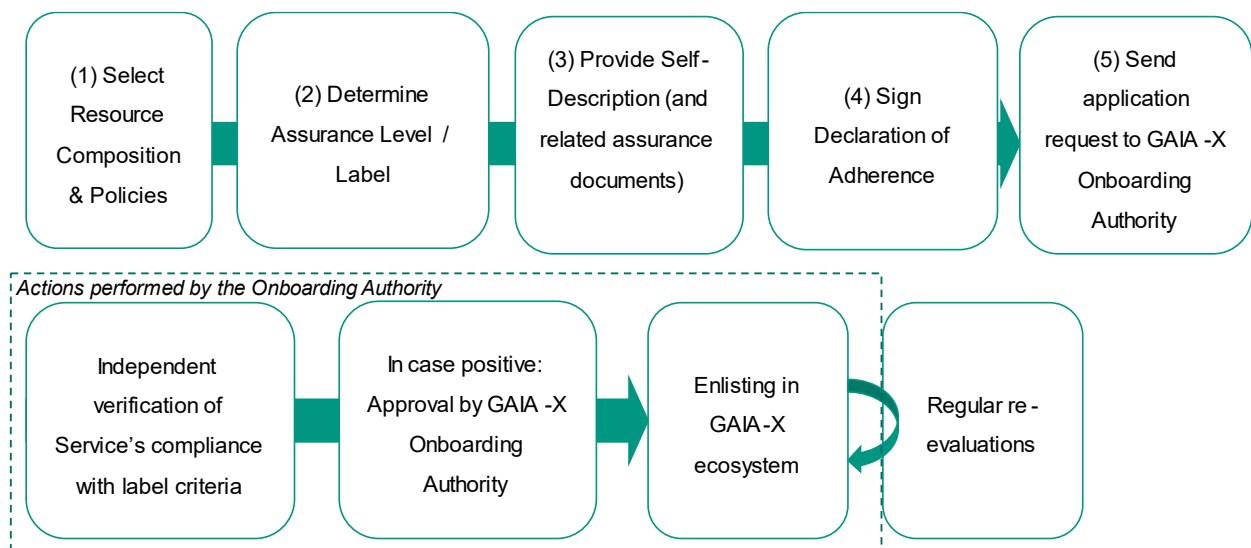 (1) Select
Resource
Composition
& Policies
(2) Determine
Assurance Level /
Label
(3) Provide Self-
Description (and
related assurance
documents)
(4) Sign
Declaration of
Adherence
(5) Send
application
request to GAIA -X
Onboarding
Authority
Actions performed by the Onboarding Authority
Independent
verification of
Service's compliance
with label criteria
In case positive:
Approval by GAIA -X
Onboarding
Authority
Enlisting in
GAIA-X
ecosystem
Regular re -
evaluations